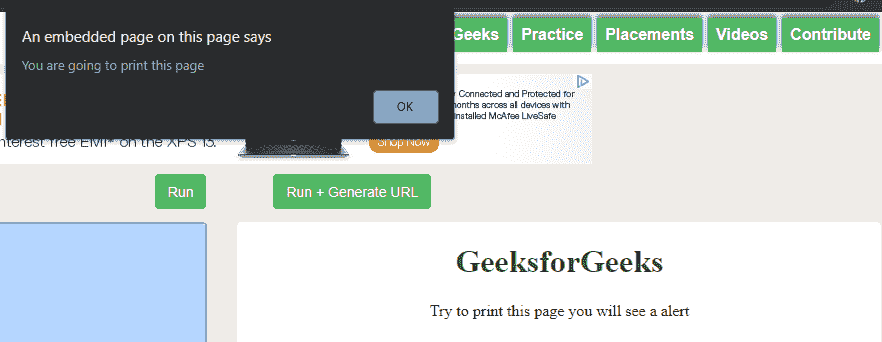 An embedded page on this page says
You are going to print this page
OK
Geeks
Practice
Placements
Videos
Contribute
Connected and Protected for
months across all devices with
installed McAfee LiveSafe
Shop Now
interest free EMI* on the XPS 13.
Run
Run + Generate URL
GeeksforGeeks
Try to print this page you will see a alert